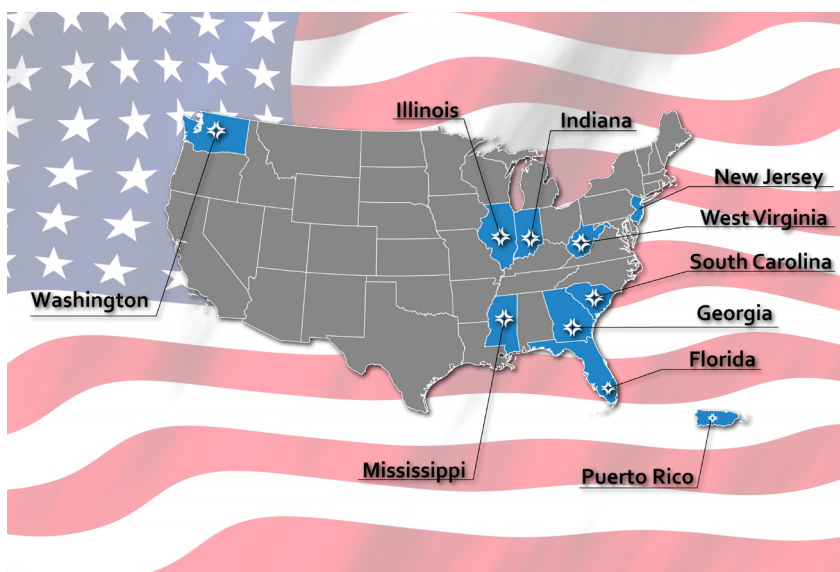 Illinois
Indiana
New Jersey
West Virginia
South Carolina
Washington
Georgia
Florida
Mississippi
Puerto Rico